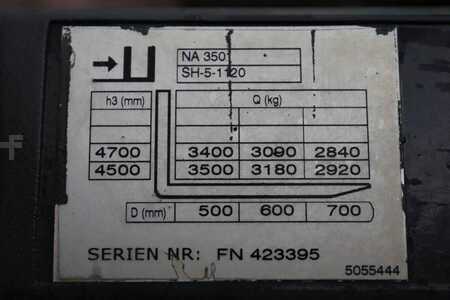 NA 350
SH-5-1120
h3 (mm) Q (kg)
4700 3400 3090 2840
4500 3500 3180 2920
D (mm) 500 600 700
SERIEN NR: FN 423395
5055444